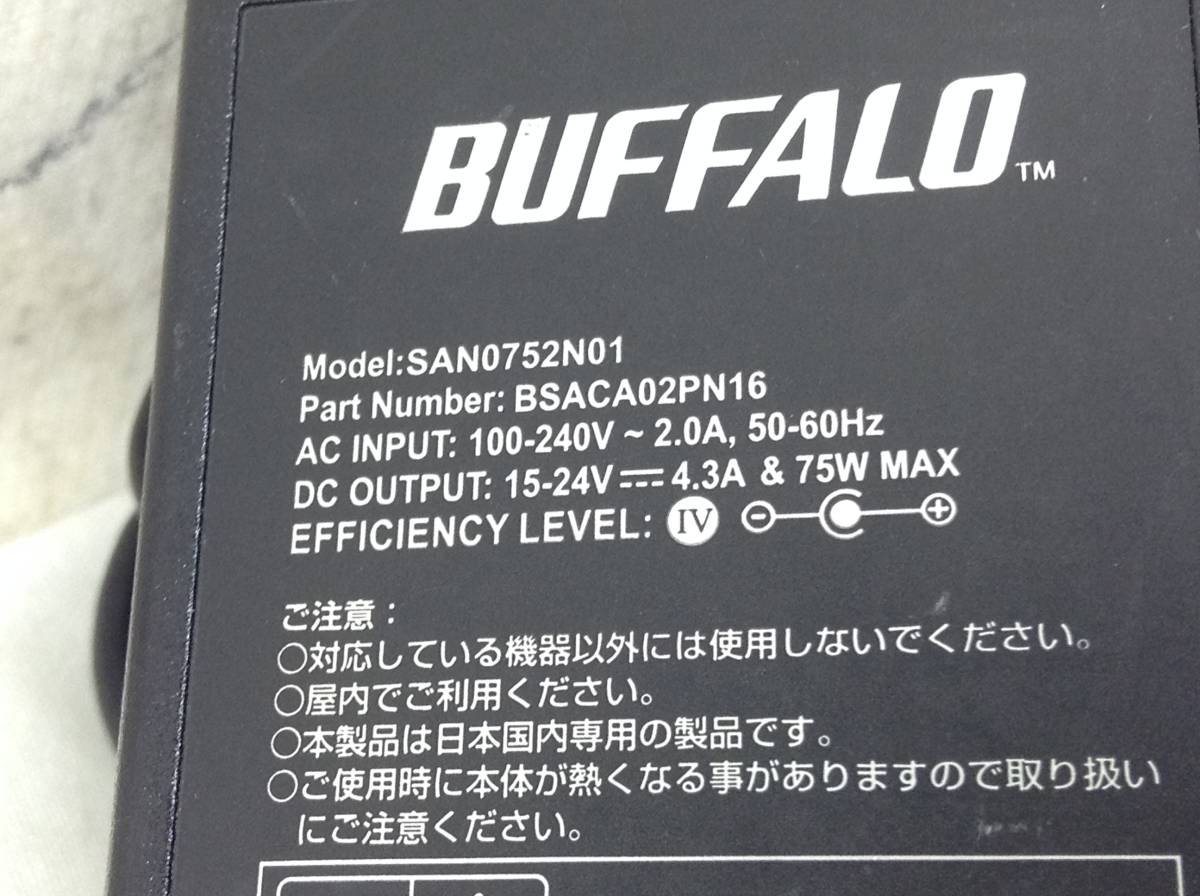 BUFFALO™
Model:SAN0752N01
Part Number: BSACA02PN16
AC INPUT: 100-240V ~ 2.0A, 50-60Hz
DC OUTPUT: 15-24V⎓4.3A & 75W MAX
EFFICIENCY LEVEL: IV
ご注意：
○対応している機器以外には使用しないでください。
○屋内でご利用ください。
○本製品は日本国内専用の製品です。
○ご使用時に本体が熱くなる事がありますので取り扱い
にご注意ください。